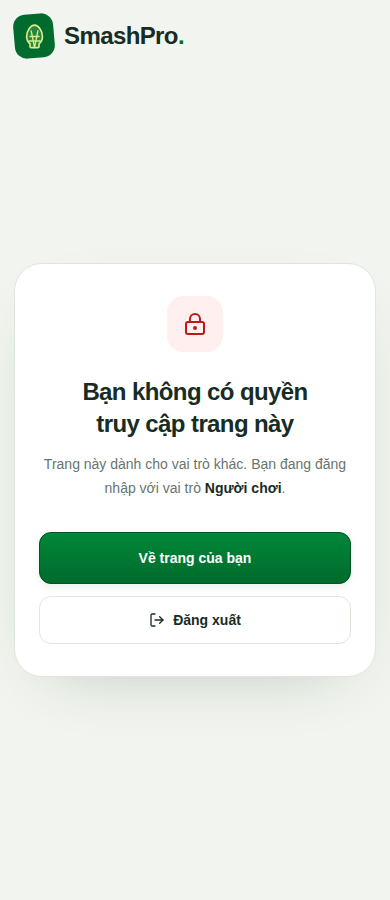 SmashPro.
Bạn không có quyền
truy cập trang này
Trang này dành cho vai trò khác. Bạn đang đăng
nhập với vai trò Người chơi.
Về trang của bạn
Đăng xuất